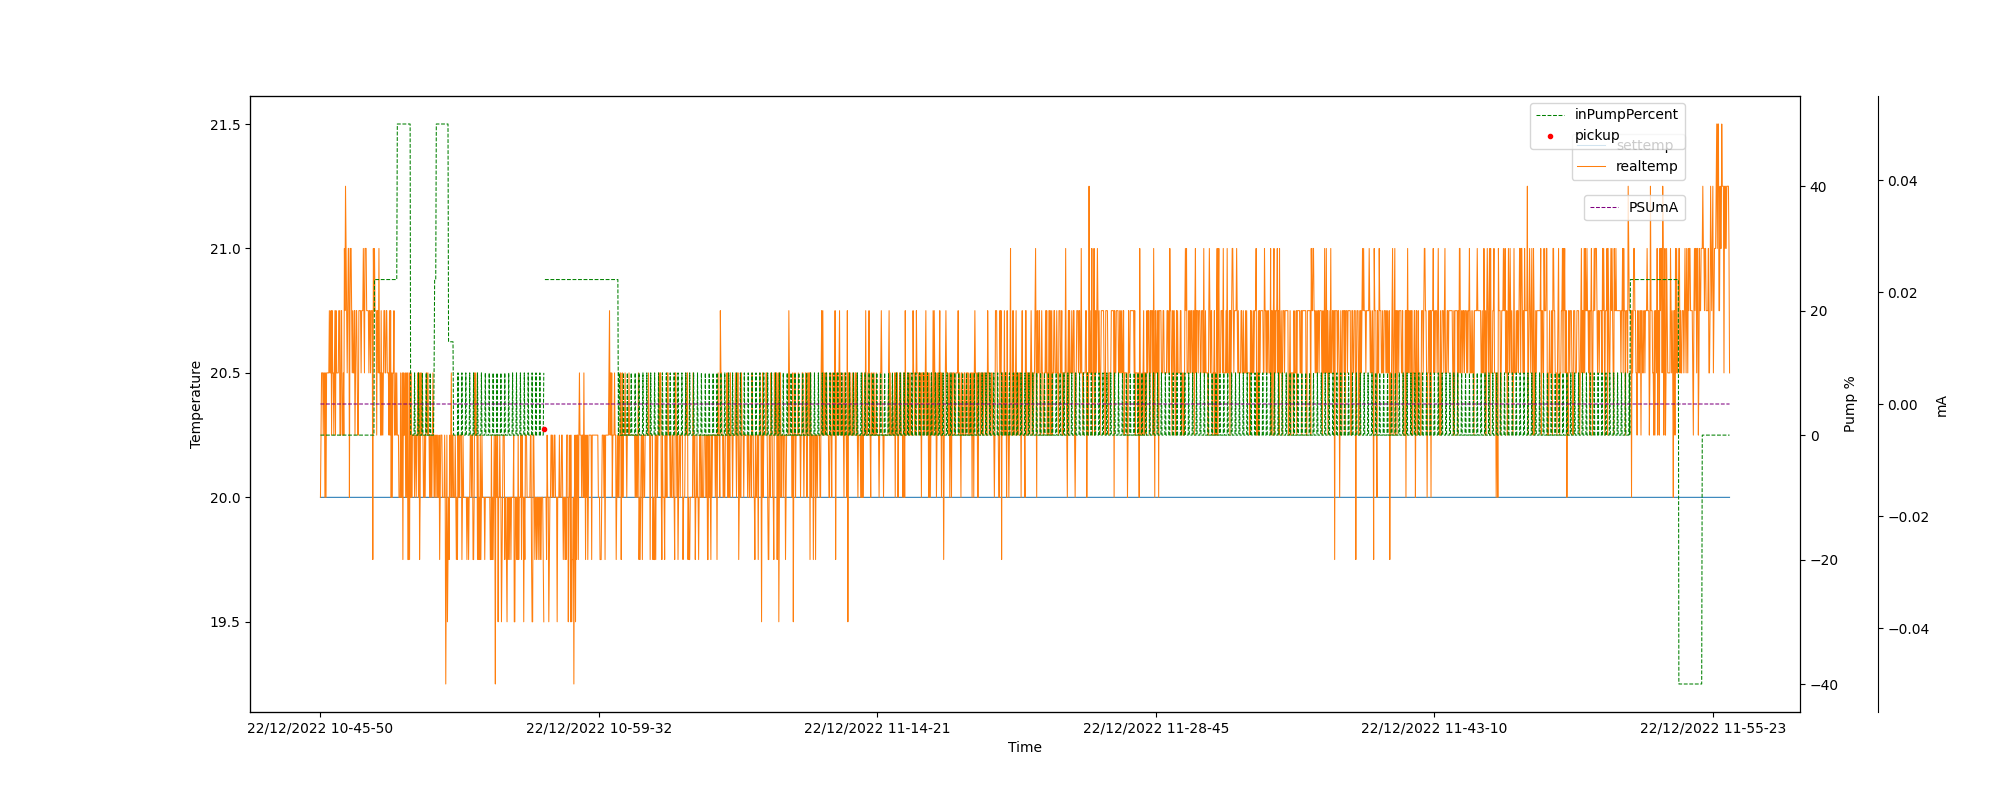 21.5
21.0
20.5
20.0
19.5
Temperature
22/12/2022 10-45-50
22/12/2022 10-59-32
22/12/2022 11-14-21
22/12/2022 11-28-45
22/12/2022 11-43-10
22/12/2022 11-55-23
Time
inPumpPercent
pickup
settemp
realtemp
PSUmA
40
20
0
−20
−40
Pump %
0.04
0.02
0.00
−0.02
−0.04
mA